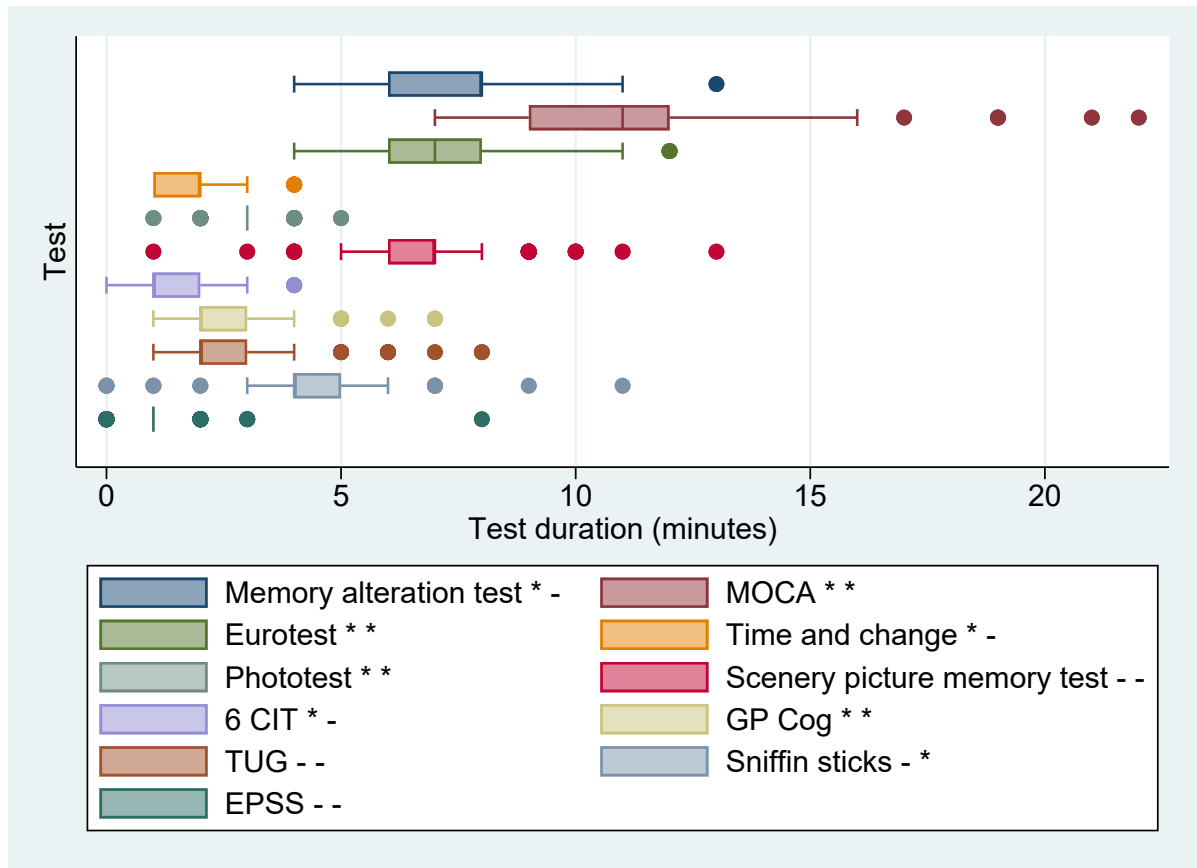 Test
0 5 10 15 20
Test duration (minutes)
Memory alteration test * - MOCA * *
Eurotest * * Time and change * -
Phototest * * Scenery picture memory test - -
6 CIT * - GP Cog * *
TUG - - Sniffin sticks - *
EPSS - -